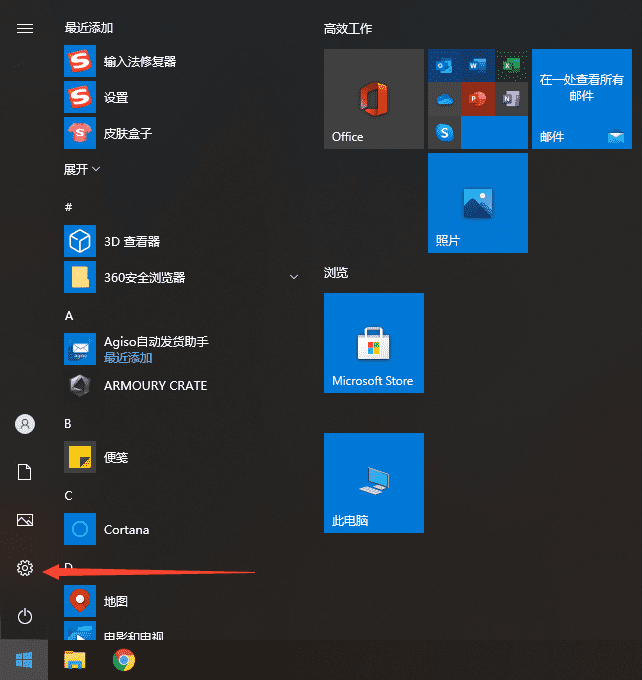 最近添加
输入法修复器
设置
皮肤盒子
展开
#
3D 查看器
360安全浏览器
A
Agiso自动发货助手
最近添加
ARMOURY CRATE
B
便笺
C
Cortana
D
地图
电影和电视
高效工作
Office
在一处查看所有
邮件
邮件
照片
浏览
Microsoft Store
此电脑